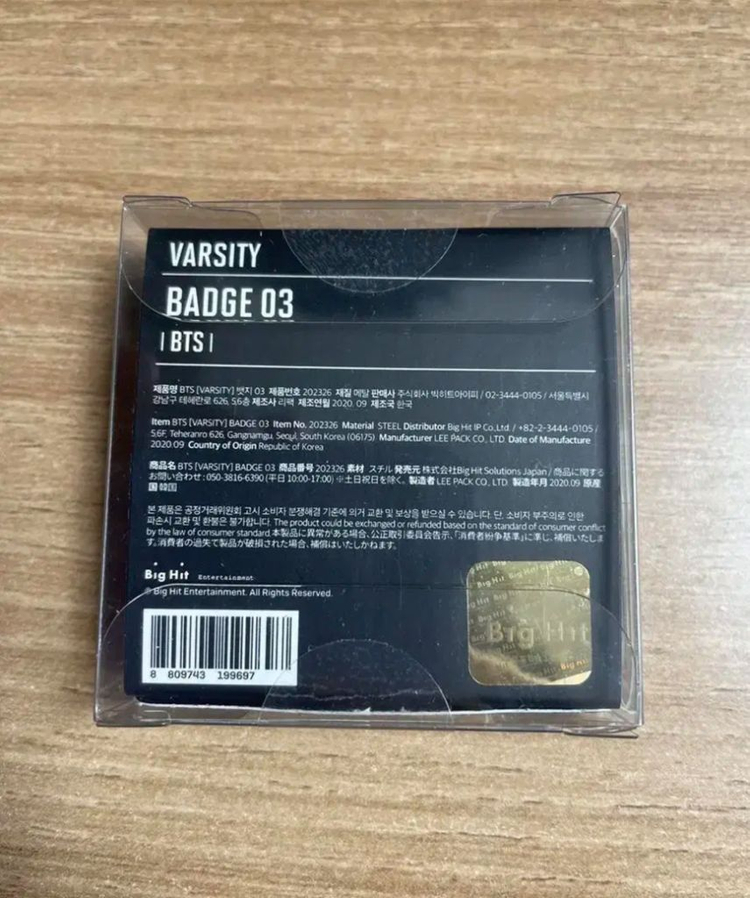 VARSITY
BADGE 03
| BTS |
제품명 BTS [VARSITY] 뱃지 03 제품번호 202326 재질 메탈 판매사 주식회사 빅히트아이피 / 02-3444-0105 / 서울특별시
강남구 테헤란로 626, 5,6층 제조사 리팩 제조연월 2020. 09 제조국 한국
Item BTS [VARSITY] BADGE 03 Item No. 202326 Material STEEL Distributor Big Hit IP Co.,Ltd. / +82-2-3444-0105 /
5,6F, Teheranro 626, Gangnamgu, Seoul, South Korea (06175) Manufacturer LEE PACK CO., LTD. Date of Manufacture
2020 09 Country of Origin Republic of Korea
商品名 BTS [VARSITY] BADGE 03 商品番号 202326 素材 スチル 発売元 株式会社Big Hit Solutions Japan / 商品に関する
お問い合わせ : 050-3816-6390 (平日 10:00-17:00) ※土日祝日を除く。 製造者 LEE PACK CO., LTD 製造年月 2020.09 原産
国 韓国
본 제품은 공정거래위원회 고시 소비자 분쟁해결 기준에 의거 교환 및 보상을 받으실 수 있습니다. 단, 소비자 부주의로 인한
파손시 교환 및 환불은 불가합니다. The product could be exchanged or refunded based on the standard of consumer conflict
by the law of consumer standard. 本製品に異常がある場合、公正取引委員会告示、「消費者紛争基準」に準じ、補償いたしま
す。消費者の過失で製品が破損された場合、補償はいたしかねます。
Big Hit Entertainment
© Big Hit Entertainment. All Rights Reserved.
8 809743 199697
Big Hit